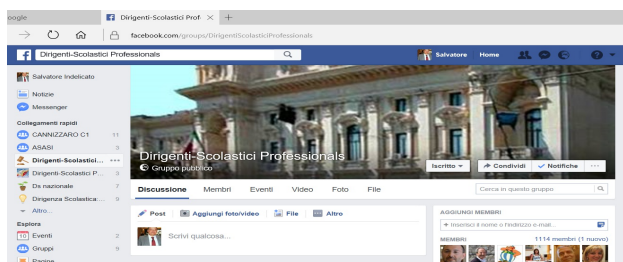 oogle
Dirigenti-Scolastici Prof
facebook.com/groups/DirigentiScolasticiProfessionals
Dirigenti-Scolastici Professionals
Salvatore Home
Salvatore Indelicato
Notizie
Messenger
Collegamenti rapidi
CANNIZZARO C1 11
ASASI 3
Dirigenti-Scolastici...
Dirigenti-Scolastici P... 3
Ds nazionale 7
Dirigenza Scolastica:... 9
Altro...
Esplora
10 Eventi 2
Gruppi 9
Pagine
Dirigenti-Scolastici Professionals
Gruppo pubblico
Iscritto
Condividi
Notifiche
Discussione Membri Eventi Video Foto File
Cerca in questo gruppo
Post Aggiungi foto/video File Altro
Scrivi qualcosa...
AGGIUNGI MEMBRI
+ Inserisci il nome o l'indirizzo e-mail...
MEMBRI 1114 membri (1 nuovo)